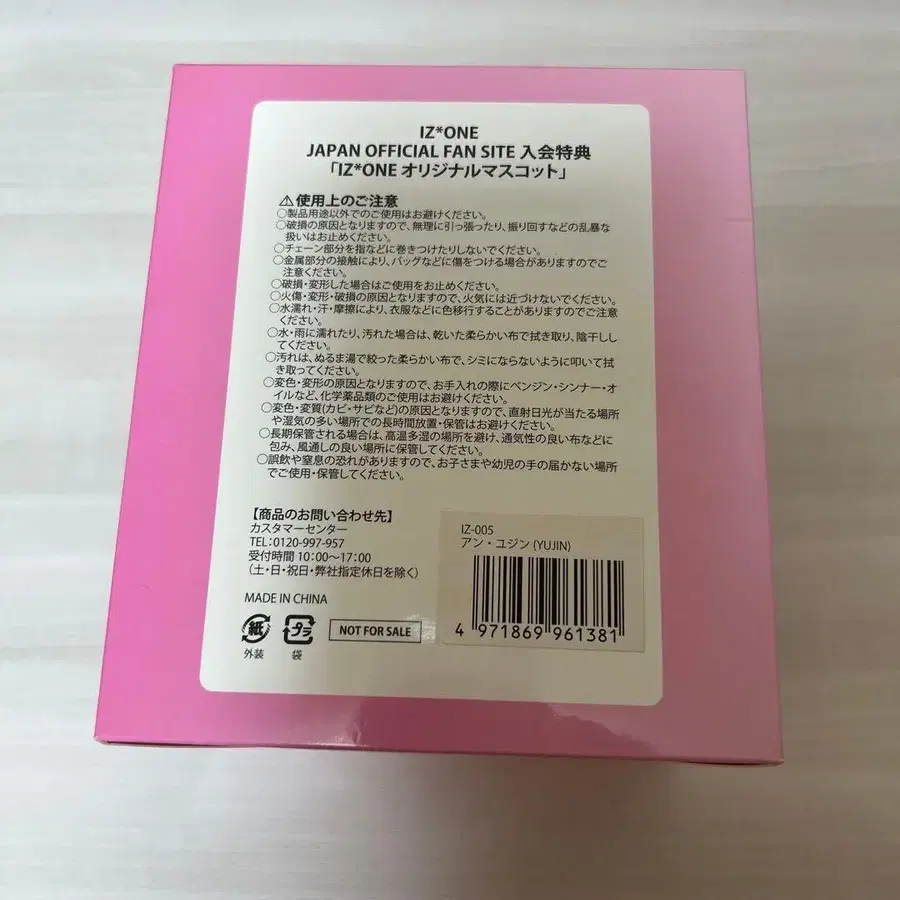 IZ*ONE
JAPAN OFFICIAL FAN SITE 入会特典
「IZ*ONE オリジナルマスコット」
⚠使用上のご注意
○製品用途以外でのご使用はお避けください。
○破損の原因となりますので、無理に引っ張ったり、振り回すなどの乱暴な
扱いはお止めください。
○チェーン部分を指などに巻きつけたりしないでください。
○金属部分の接触により、バッグなどに傷をつける場合がありますのでご
注意ください。
○破損・変形した場合はご使用をお止めください。
○火傷・変形・破損の原因となりますので、火気には近づけないでください。
○水濡れ・汗・摩擦により、衣服などに色移行することがありますのでご注意
ください。
○水・雨に濡れたり、汚れた場合は、乾いた柔らかい布で拭き取り、陰干しし
てください。
○汚れは、ぬるま湯で絞った柔らかい布で、シミにならないように叩いて拭
き取ってください。
○変色・変形の原因となりますので、お手入れの際にベンジン・シンナー・オ
イルなど、化学薬品類のご使用はお避けください。
○変色・変質(カビ・サビなど)の原因となりますので、直射日光が当たる場所
や湿気の多い場所での長時間放置・保管はお避けください。
○長期保管される場合は、高温多湿の場所を避け、通気性の良い布などに
包み、風通しの良い場所に保管してください。
○誤飲や窒息の恐れがありますので、お子さまや幼児の手の届かない場所
でご使用・保管してください。
【商品のお問い合わせ先】
カスタマーセンター
TEL:0120-997-957
受付時間 10:00〜17:00
(土・日・祝日・弊社指定休日を除く)
MADE IN CHINA
紙
外装
プラ
袋
NOT FOR SALE
IZ-005
アン・ユジン (YUJIN)
4 971869 961381